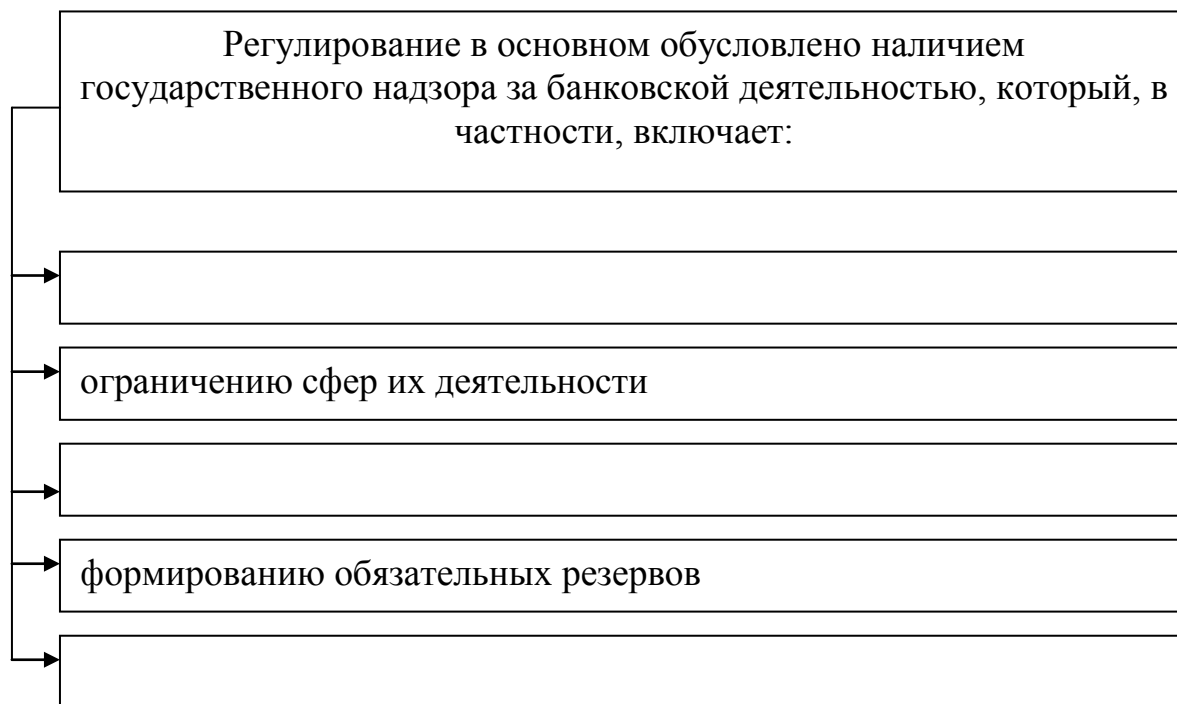 Регулирование в основном обусловлено наличием
государственного надзора за банковской деятельностью, который, в
частности, включает:
ограничению сфер их деятельности
формированию обязательных резервов